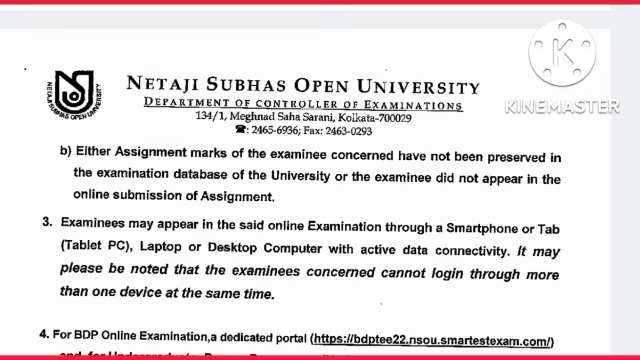 KINEMASTER
NETAJI SUBHAS OPEN UNIVERSITY
NETAJI SUBHAS OPEN UNIVERSITY
DEPARTMENT OF CONTROLLER OF EXAMINATIONS
134/1, Meghnad Saha Sarani, Kolkata-700029
☎: 2465-6936; Fax: 2463-0293
b) Either Assignment marks of the examinee concerned have not been preserved in
the examination database of the University or the examinee did not appear in the
online submission of Assignment.
3. Examinees may appear in the said online Examination through a Smartphone or Tab
(Tablet PC), Laptop or Desktop Computer with active data connectivity. It may
please be noted that the examinees concerned cannot login through more
than one device at the same time.
4. For BDP Online Examination,a dedicated portal (https://bdptee22.nsou.smartestexam.com/)